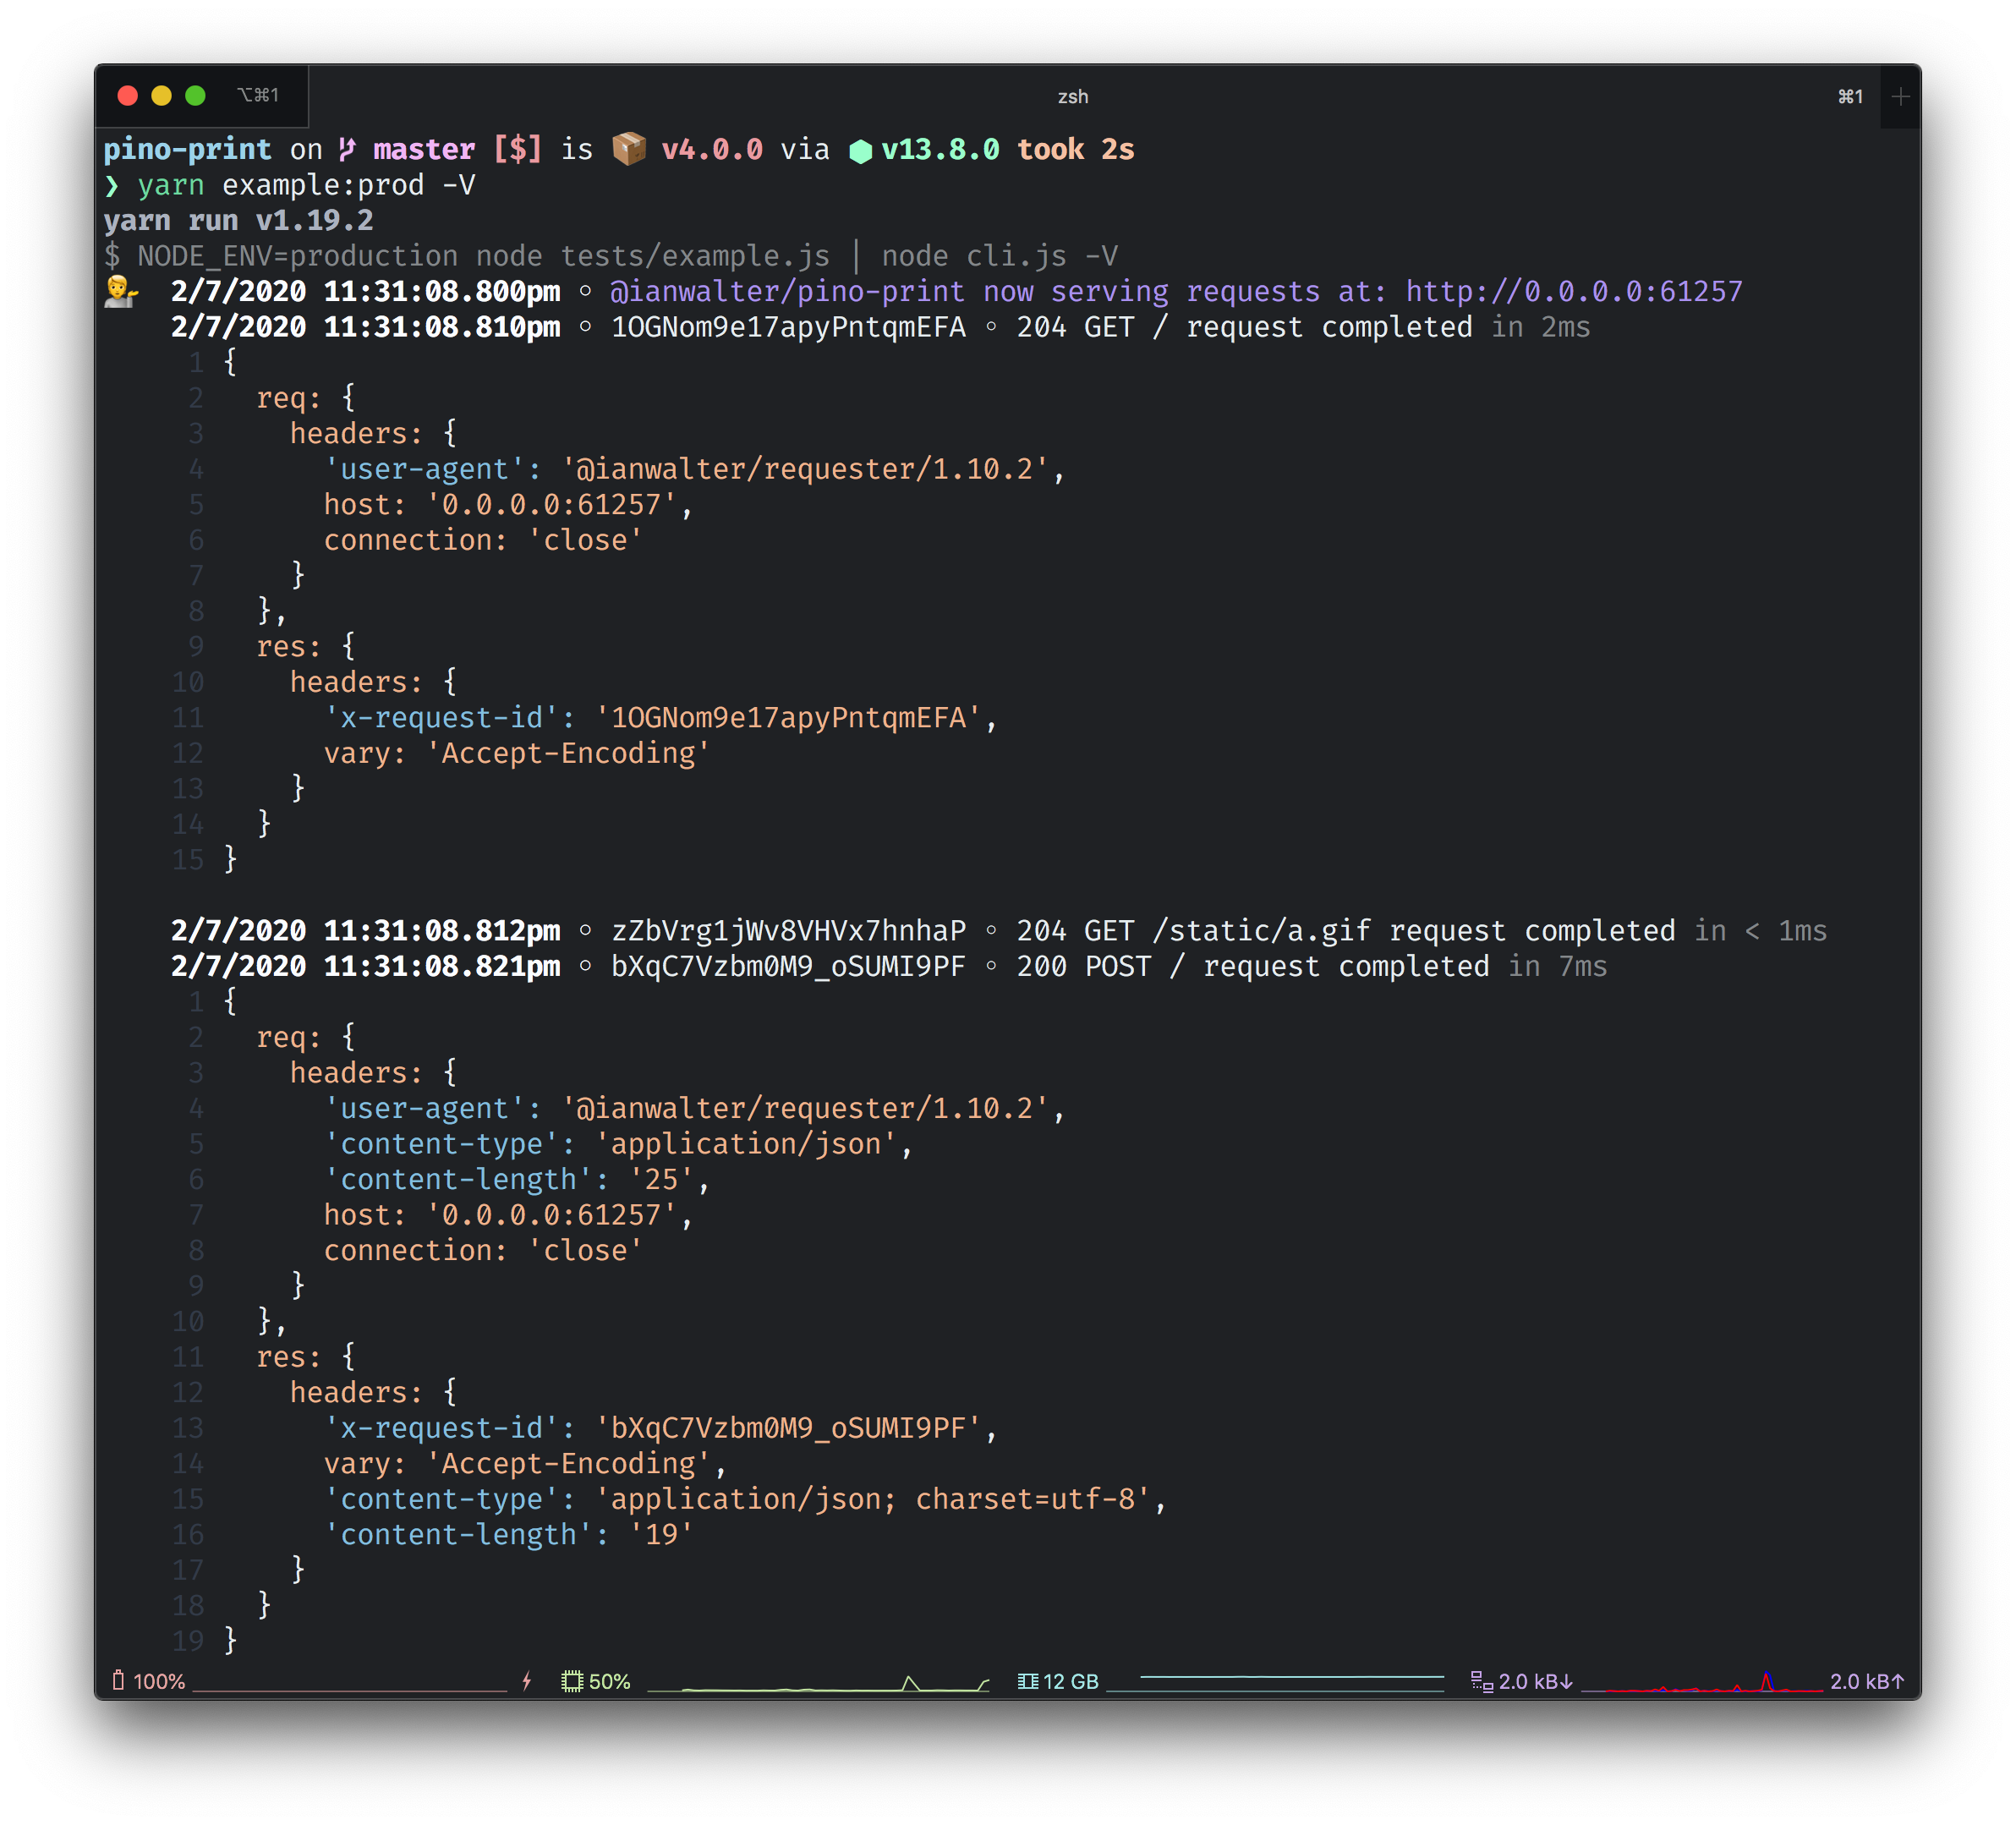 ⌥⌘1 zsh ⌘1 +
pino-print on master [$] is 📦 v4.0.0 via ⬢ v13.8.0 took 2s
❯ yarn example:prod -V
yarn run v1.19.2
$ NODE_ENV=production node tests/example.js | node cli.js -V
💁 2/7/2020 11:31:08.800pm ◦ @ianwalter/pino-print now serving requests at: http://0.0.0.0:61257
2/7/2020 11:31:08.810pm ◦ 1OGNom9e17apyPntqmEFA ◦ 204 GET / request completed in 2ms
1 {
2   req: {
3     headers: {
4       'user-agent': '@ianwalter/requester/1.10.2',
5       host: '0.0.0.0:61257',
6       connection: 'close'
7     }
8   },
9   res: {
10     headers: {
11       'x-request-id': '1OGNom9e17apyPntqmEFA',
12       vary: 'Accept-Encoding'
13     }
14   }
15 }
2/7/2020 11:31:08.812pm ◦ zZbVrg1jWv8VHVx7hnhaP ◦ 204 GET /static/a.gif request completed in < 1ms
2/7/2020 11:31:08.821pm ◦ bXqC7Vzbm0M9_oSUMI9PF ◦ 200 POST / request completed in 7ms
1 {
2   req: {
3     headers: {
4       'user-agent': '@ianwalter/requester/1.10.2',
5       'content-type': 'application/json',
6       'content-length': '25',
7       host: '0.0.0.0:61257',
8       connection: 'close'
9     }
10   },
11   res: {
12     headers: {
13       'x-request-id': 'bXqC7Vzbm0M9_oSUMI9PF',
14       vary: 'Accept-Encoding',
15       'content-type': 'application/json; charset=utf-8',
16       'content-length': '19'
17     }
18   }
19 }
100% 50% 12 GB 2.0 kB↓ 2.0 kB↑